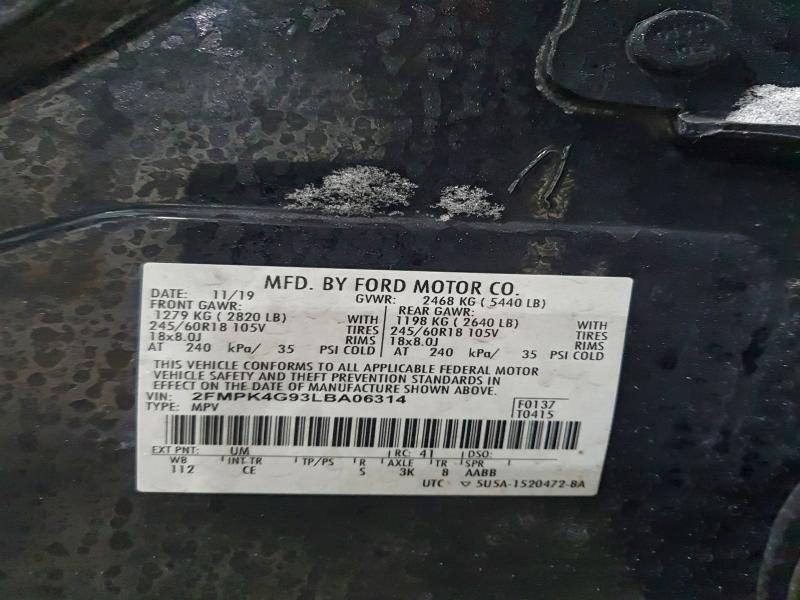 MFD. BY FORD MOTOR CO.
DATE: 11/19 GVWR: 2468 KG ( 5440 LB)
FRONT GAWR: REAR GAWR:
1279 KG ( 2820 LB) WITH 1198 KG ( 2640 LB) WITH
245/60R18 105V TIRES 245/60R18 105V TIRES
18x8.0J RIMS 18x8.0J RIMS
AT 240 kPa/ 35 PSI COLD AT 240 kPa/ 35 PSI COLD
THIS VEHICLE CONFORMS TO ALL APPLICABLE FEDERAL MOTOR
VEHICLE SAFETY AND THEFT PREVENTION STANDARDS IN
EFFECT ON THE DATE OF MANUFACTURE SHOWN ABOVE.
VIN: 2FMPK4G93LBA06314 F0137
TYPE: MPV T0415
EXT PNT: UM RC: 41 DSO:
WB INT TR TP/PS R AXLE TR SPR
112 CE 5 3K 8 AABB
UTC 5U5A-1520472-BA